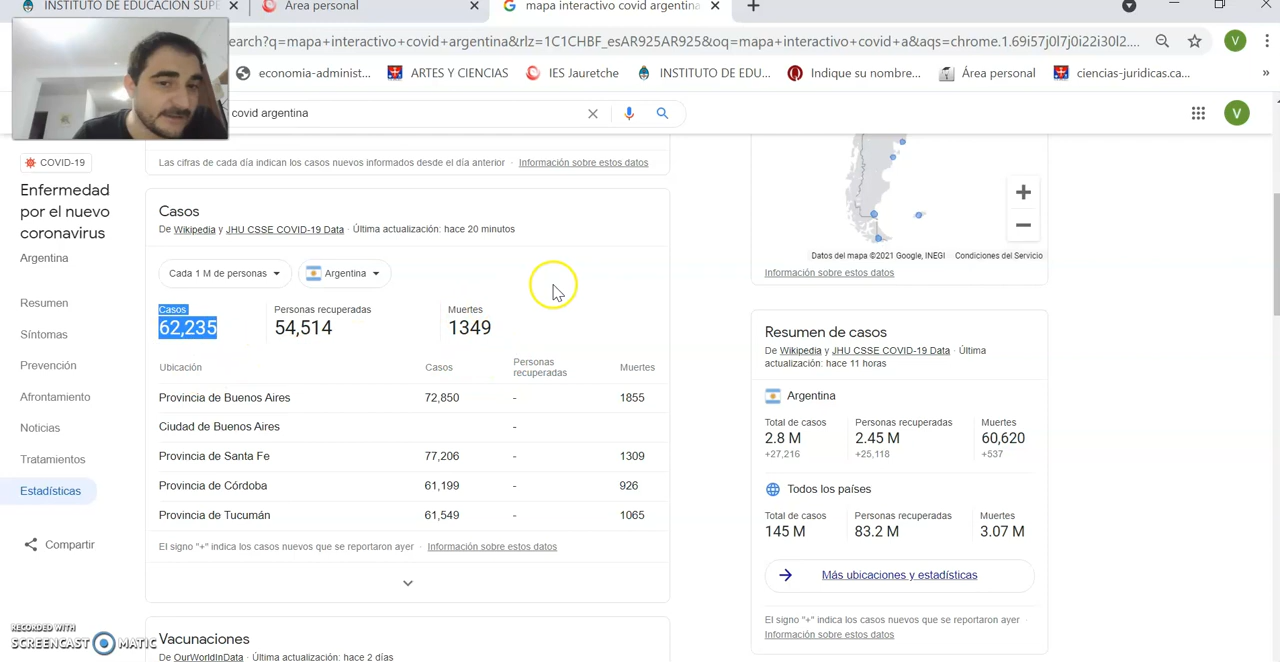 INSTITUTO DE EDUCACIÓN SUPE
Área personal
mapa interactivo covid argentina
earch?q=mapa+interactivo+covid+argentina&rlz=1C1CHBF_esAR925AR925&oq=mapa+interactivo+covid+a&aqs=chrome.1.69i57j0l7j0i22i30l2....
V
economia-administ...
ARTES Y CIENCIAS
IES Jauretche
INSTITUTO DE EDU...
Indique su nombre...
Área personal
ciencias-juridicas.ca...
»
covid argentina
V
COVID-19
Enfermedad
por el nuevo
coronavirus
Argentina
Resumen
Síntomas
Prevención
Afrontamiento
Noticias
Tratamientos
Estadísticas
Compartir
Las cifras de cada día indican los casos nuevos informados desde el día anterior · Información sobre estos datos
Casos
De Wikipedia y JHU CSSE COVID-19 Data · Última actualización: hace 20 minutos
Cada 1 M de personas
Argentina
Casos Personas recuperadas Muertes
62,235 54,514 1349
Ubicación Casos Personas recuperadas Muertes
Provincia de Buenos Aires 72,850 - 1855
Ciudad de Buenos Aires -
Provincia de Santa Fe 77,206 - 1309
Provincia de Córdoba 61,199 - 926
Provincia de Tucumán 61,549 - 1065
El signo "+" indica los casos nuevos que se reportaron ayer · Información sobre estos datos
Vacunaciones
De OurWorldInData · Última actualización: hace 2 días
Datos del mapa ©2021 Google, INEGI Condiciones del Servicio
Información sobre estos datos
Resumen de casos
De Wikipedia y JHU CSSE COVID-19 Data · Última
actualización: hace 11 horas
Argentina
Total de casos Personas recuperadas Muertes
2.8 M 2.45 M 60,620
+27,216 +25,118 +537
Todos los países
Total de casos Personas recuperadas Muertes
145 M 83.2 M 3.07 M
Más ubicaciones y estadísticas
El signo "+" indica los casos nuevos que se reportaron ayer ·
Información sobre estos datos
RECORDED WITH
SCREENCAST MATIC